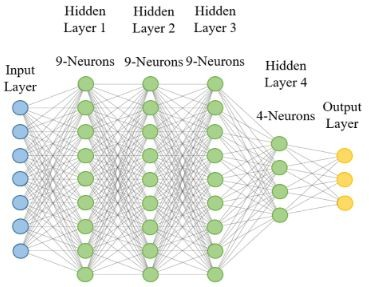 Hidden
Layer 1
Hidden
Layer 2
Hidden
Layer 3
Input
Layer
9-Neurons
9-Neurons
9-Neurons
Hidden
Layer 4
4-Neurons
Output
Layer